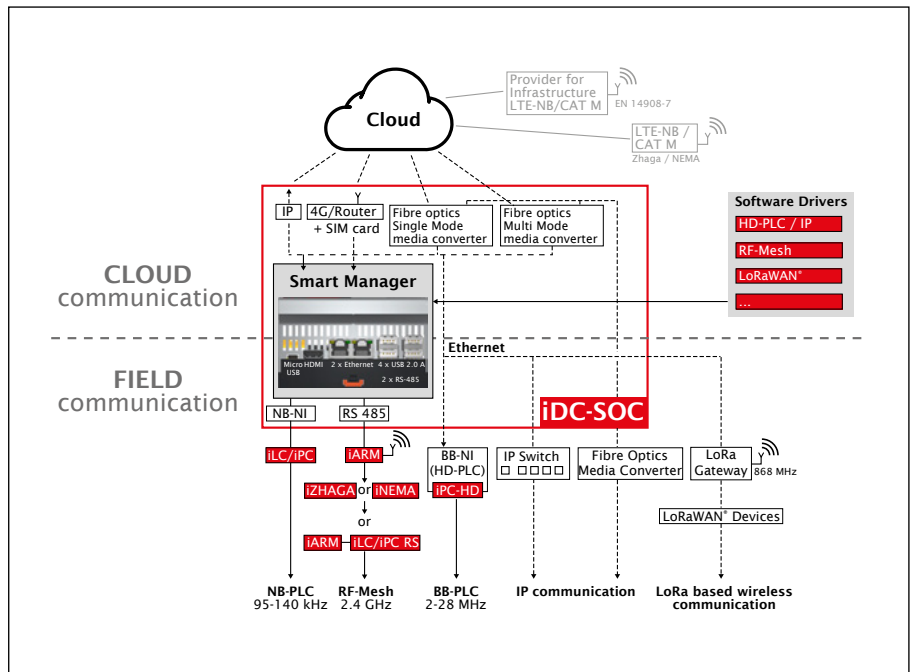 Provider for
Infrastructure
LTE-NB/CAT M
EN 14908-7
Cloud
LTE-NB /
CAT M
Zhaga / NEMA
IP
4G/Router
+ SIM card
Fibre optics
Single Mode
media converter
Fibre optics
Multi Mode
media converter
Software Drivers
HD-PLC / IP
RF-Mesh
LoRaWAN®
...
CLOUD
communication
Smart Manager
Micro
USB
HDMI
2 x Ethernet
4 x USB 2.0 A
2 x RS-485
Ethernet
FIELD
communication
NB-NI
RS 485
iDC-SOC
iLC/iPC
iARM
BB-NI
(HD-PLC)
iPC-HD
IP Switch
Fibre Optics
Media Converter
LoRa
Gateway
868 MHz
iZHAGA
or
iNEMA
or
iARM
iLC/iPC RS
LoRaWAN® Devices
NB-PLC
95-140 kHz
RF-Mesh
2.4 GHz
BB-PLC
2-28 MHz
IP communication
LoRa based wireless
communication